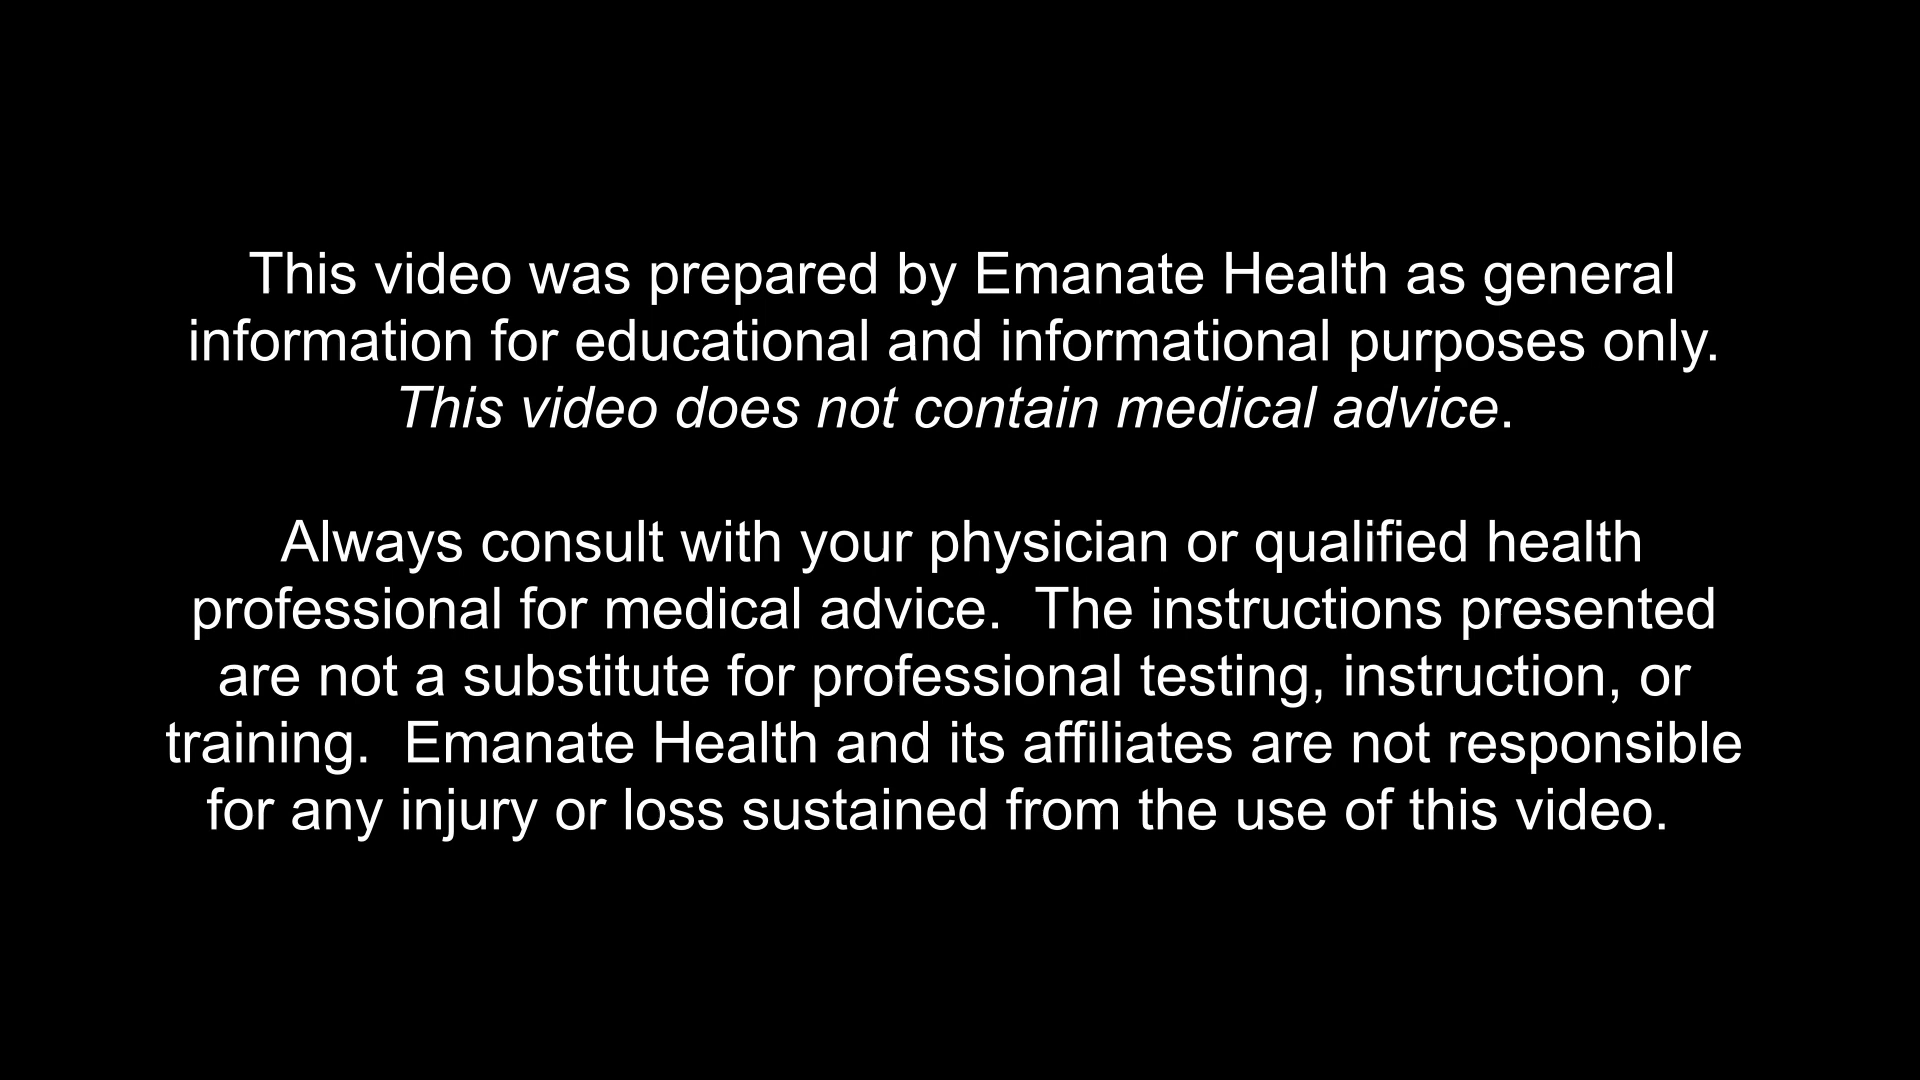 This video was prepared by Emanate Health as general
information for educational and informational purposes only.
This video does not contain medical advice.
Always consult with your physician or qualified health
professional for medical advice.  The instructions presented
are not a substitute for professional testing, instruction, or
training.  Emanate Health and its affiliates are not responsible
for any injury or loss sustained from the use of this video.